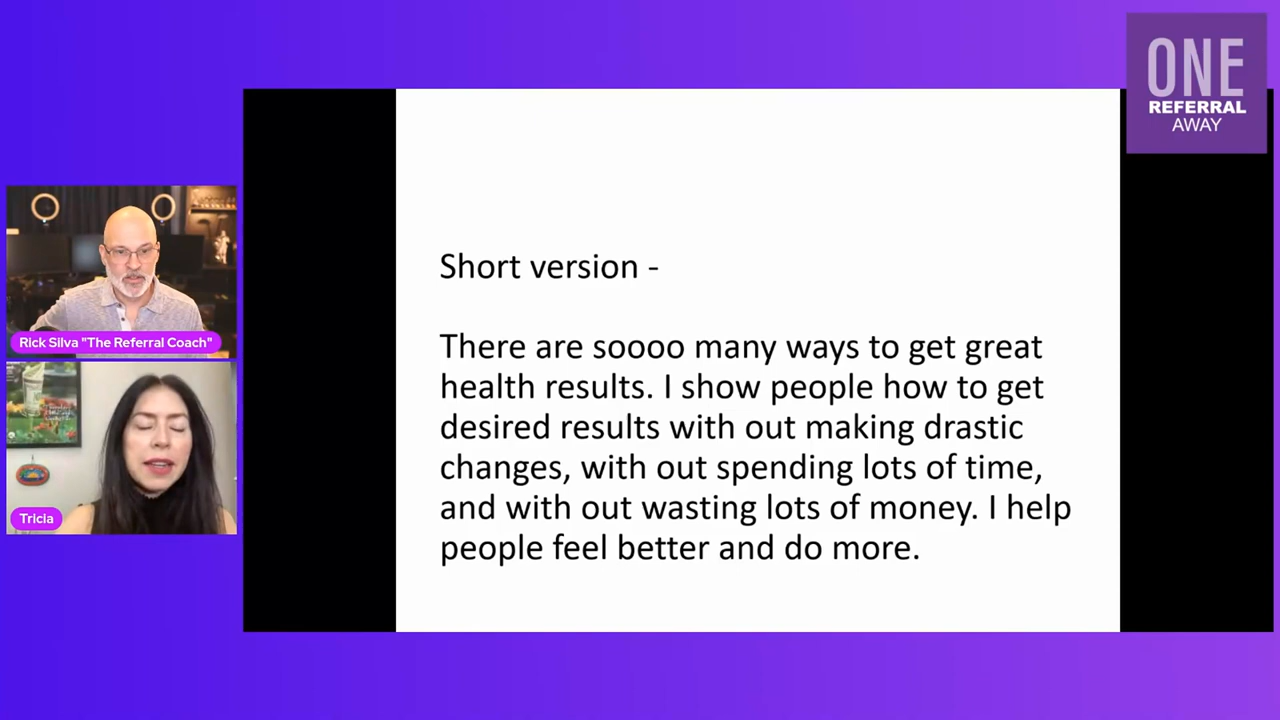 ONE
REFERRAL
AWAY
Short version -
There are soooo many ways to get great
health results. I show people how to get
desired results with out making drastic
changes, with out spending lots of time,
and with out wasting lots of money. I help
people feel better and do more.
Rick Silva "The Referral Coach"
Tricia